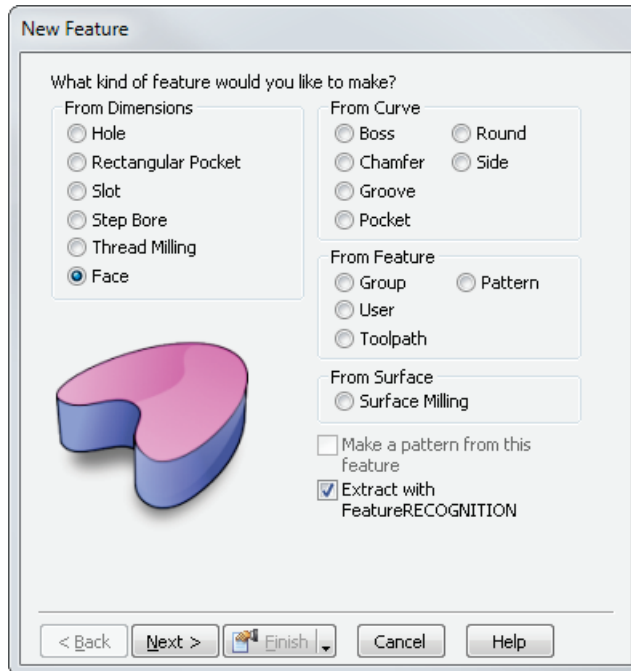 New Feature
What kind of feature would you like to make?
From Dimensions
Hole
Rectangular Pocket
Slot
Step Bore
Thread Milling
Face
From Curve
Boss
Round
Chamfer
Side
Groove
Pocket
From Feature
Group
Pattern
User
Toolpath
From Surface
Surface Milling
Make a pattern from this
feature
Extract with
FeatureRECOGNITION
< Back
Next >
Finish
Cancel
Help